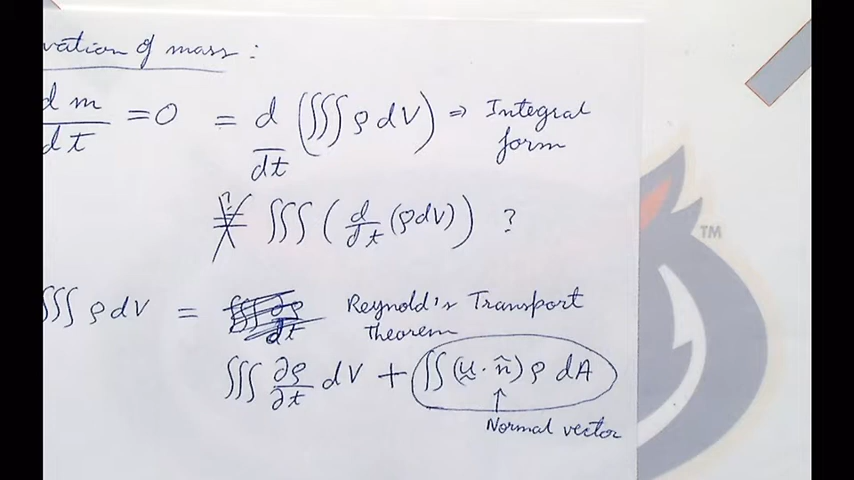 vation of mass :
dm/dt = 0 = d/dt (∭ ρ dV) ⇒ Integral
form
≠ ∭ ( d/dt (ρdV) ) ?
∭ ρ dV = Reynold's Transport
Theorem
∭ ∂ρ/∂t dV + ∬ (u · n̂) ρ dA
↑
Normal vector
TM